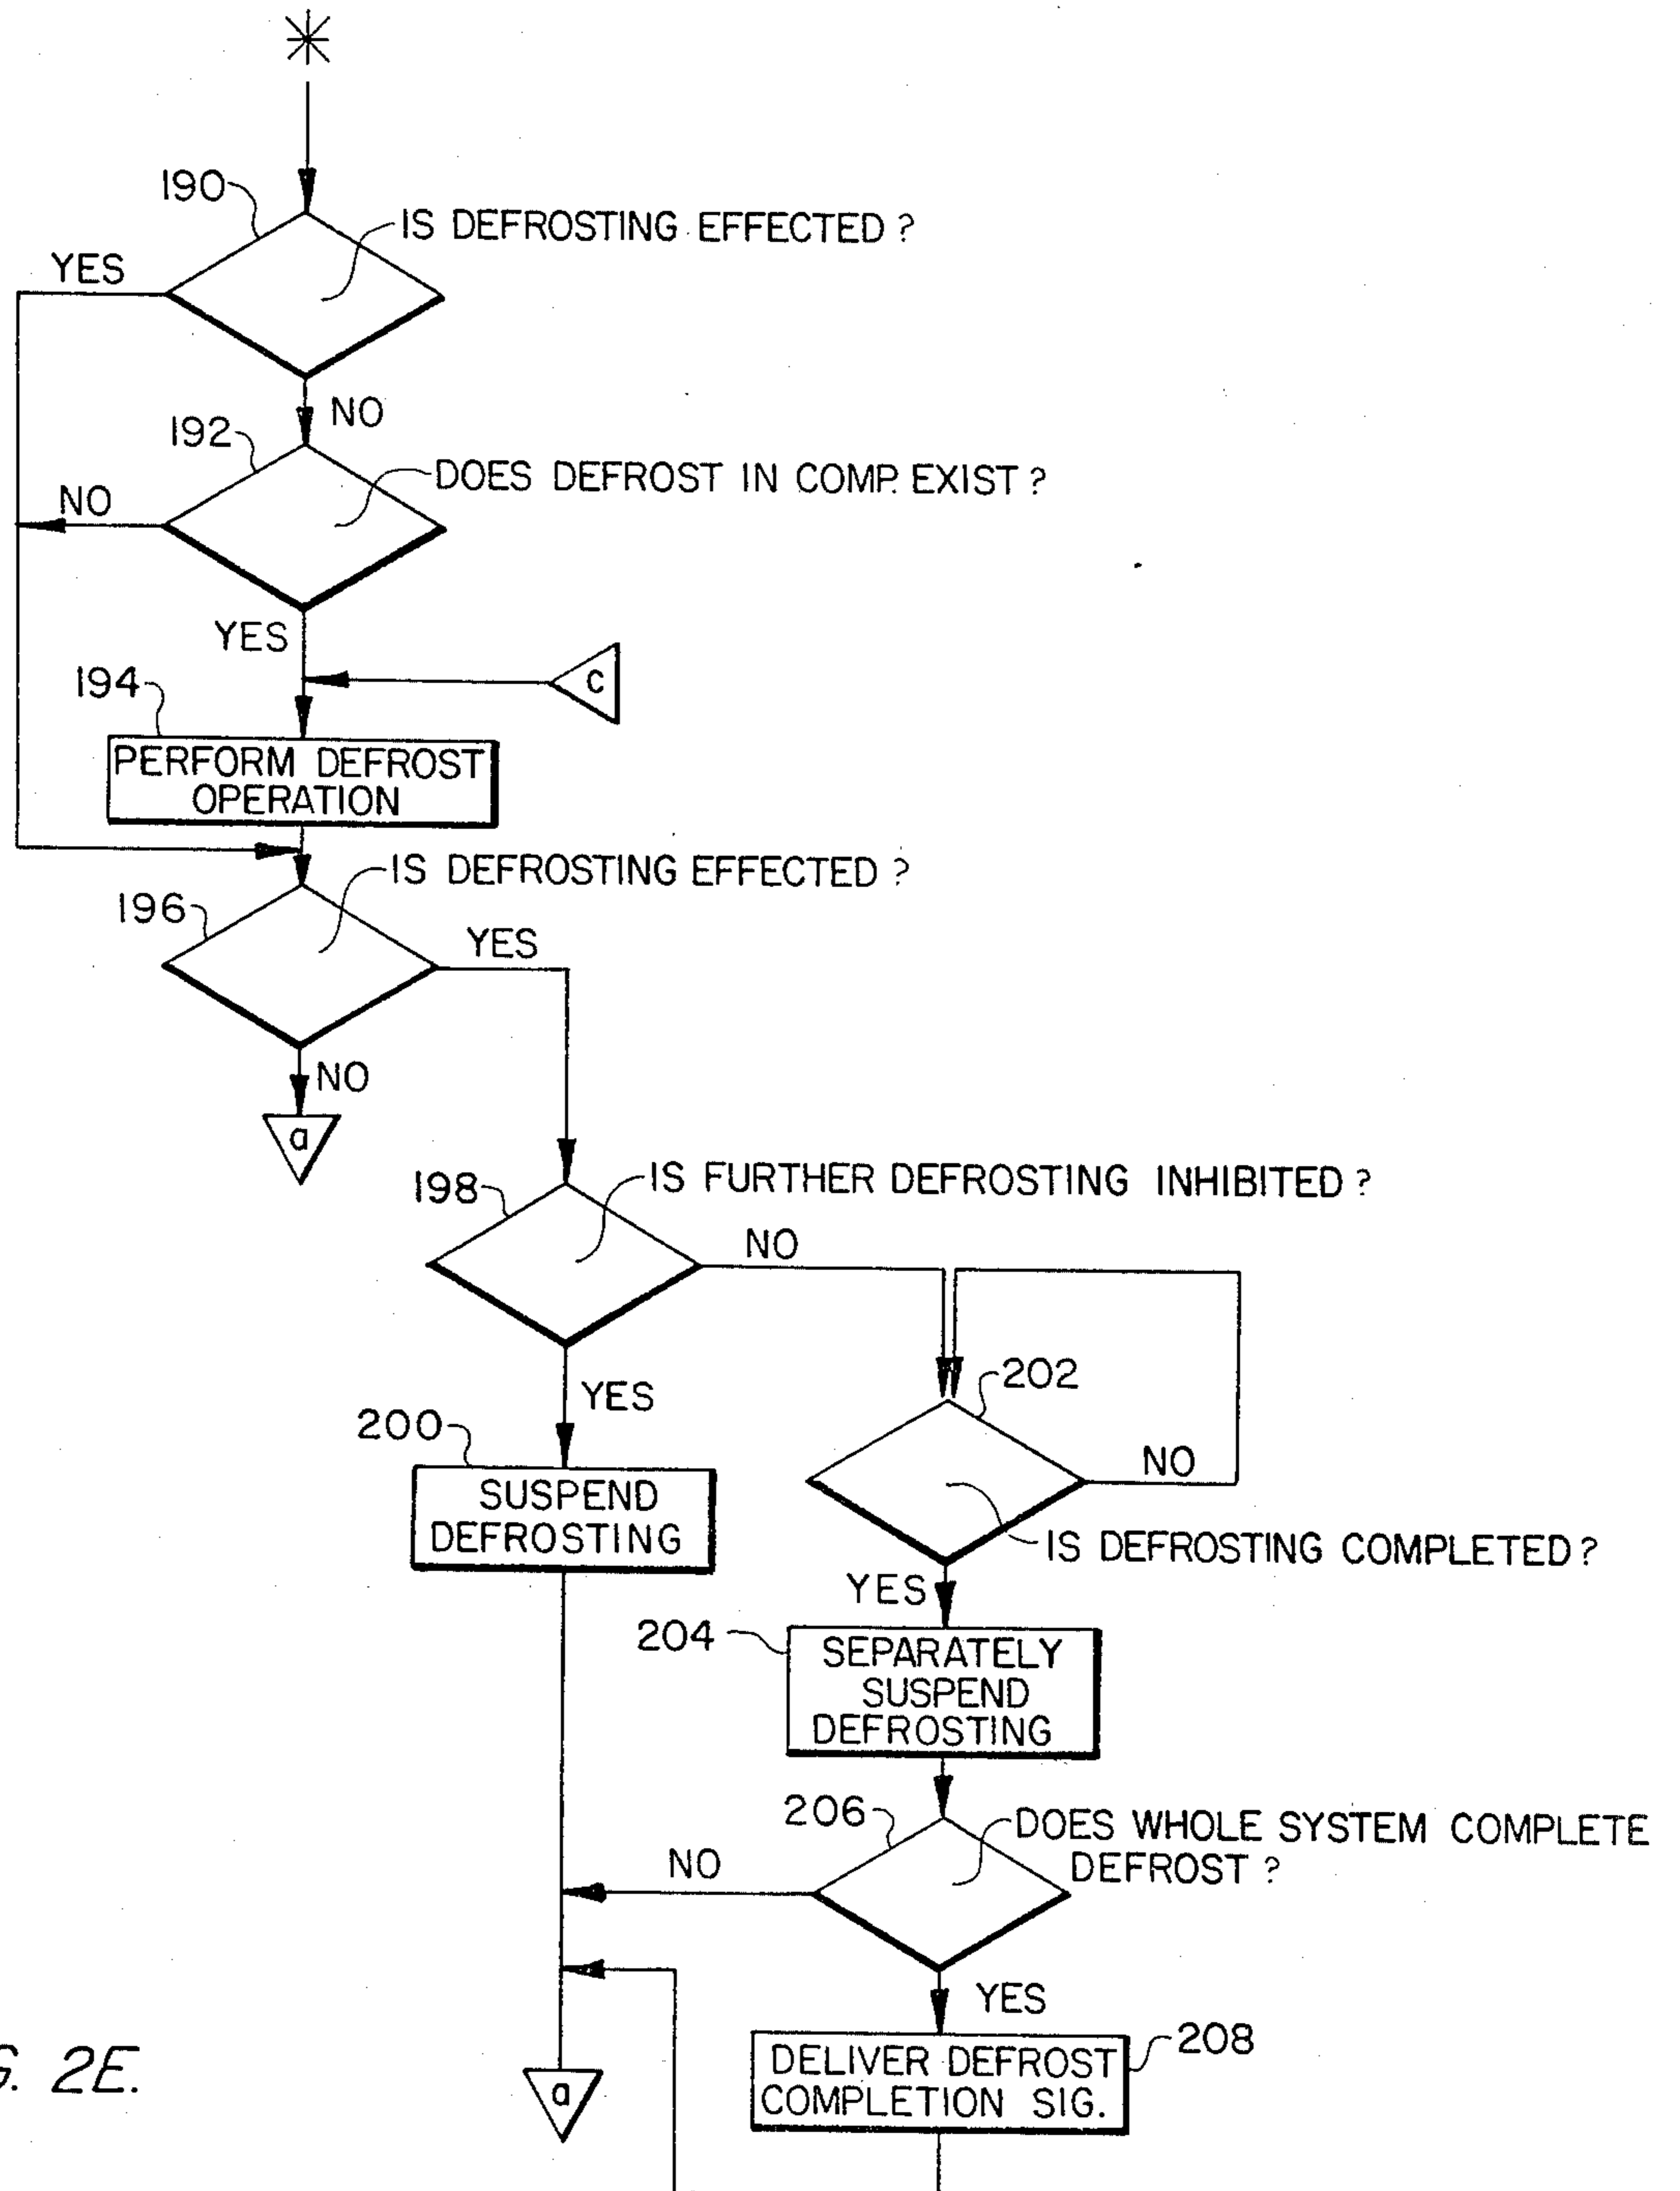 190
IS DEFROSTING EFFECTED ?
YES
NO
192
DOES DEFROST IN COMP. EXIST ?
NO
YES
194
c
PERFORM DEFROST
OPERATION
IS DEFROSTING EFFECTED ?
196
YES
NO
a
198
IS FURTHER DEFROSTING INHIBITED ?
NO
YES
202
200
SUSPEND
DEFROSTING
NO
IS DEFROSTING COMPLETED ?
YES
204
SEPARATELY
SUSPEND
DEFROSTING
206
DOES WHOLE SYSTEM COMPLETE
DEFROST ?
NO
YES
208
DELIVER DEFROST
COMPLETION SIG.
a
G. 2E.